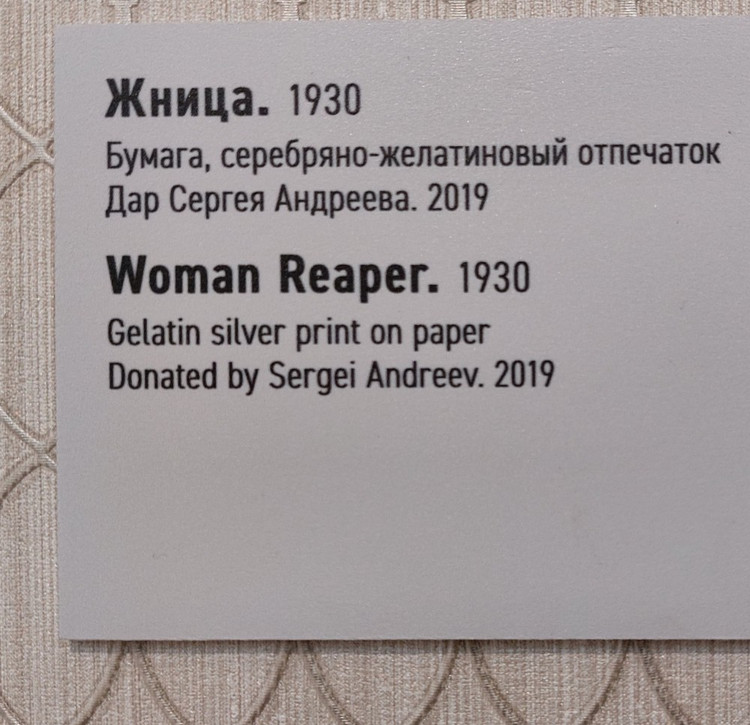 Жница. 1930
Бумага, серебряно-желатиновый отпечаток
Дар Сергея Андреева. 2019
Woman Reaper. 1930
Gelatin silver print on paper
Donated by Sergei Andreev. 2019